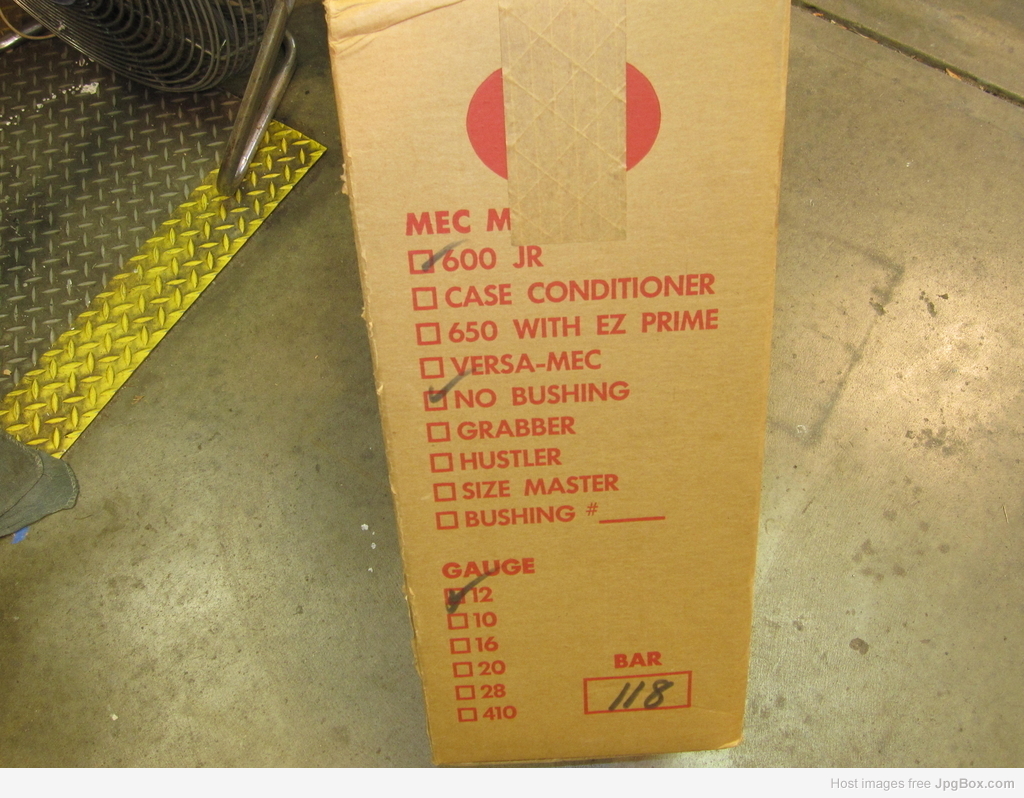 MEC M
600 JR
CASE CONDITIONER
650 WITH EZ PRIME
VERSA-MEC
NO BUSHING
GRABBER
HUSTLER
SIZE MASTER
BUSHING #
GAUGE
12
10
16
20
28
410
BAR
118
Host images free JpgBox.com